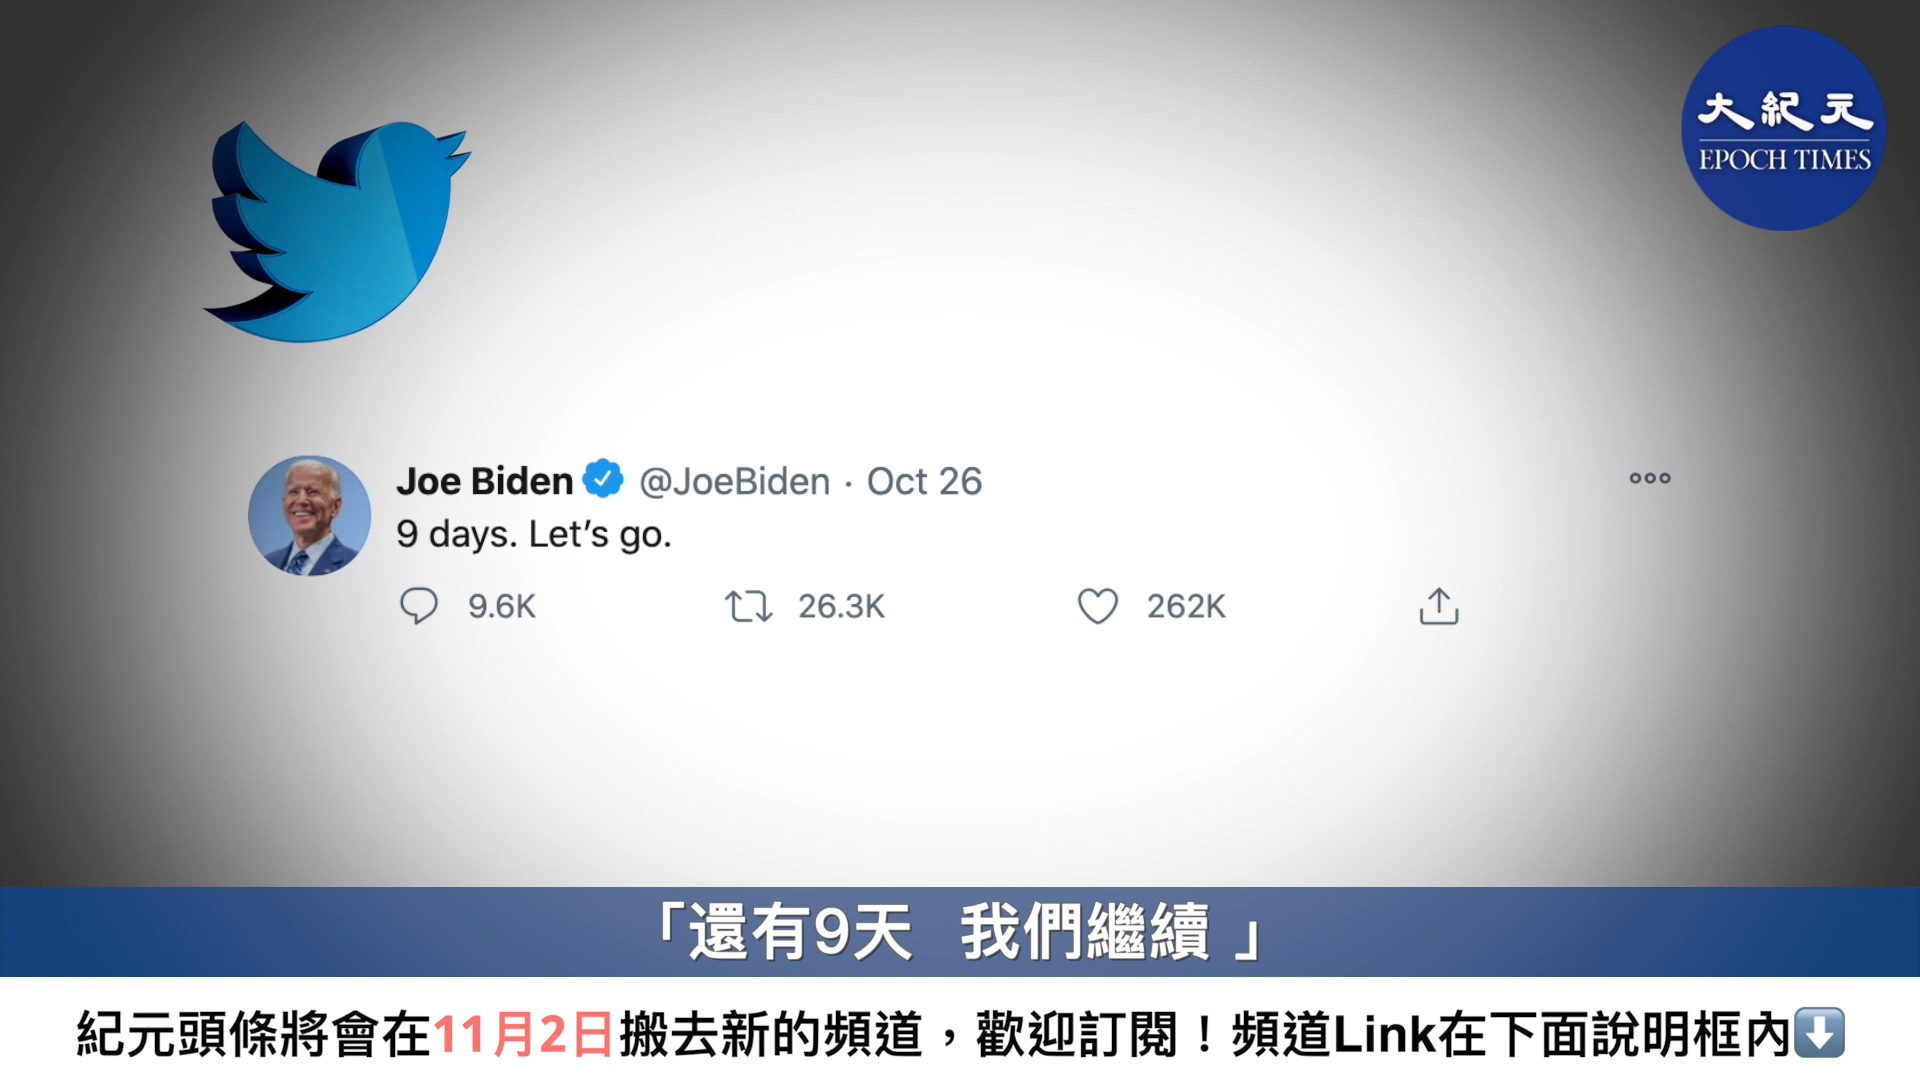 大紀元
EPOCH TIMES
Joe Biden @JoeBiden · Oct 26
9 days. Let's go.
9.6K 26.3K 262K
「還有9天 我們繼續」
紀元頭條將會在11月2日搬去新的頻道,歡迎訂閱!頻道Link在下面說明框內